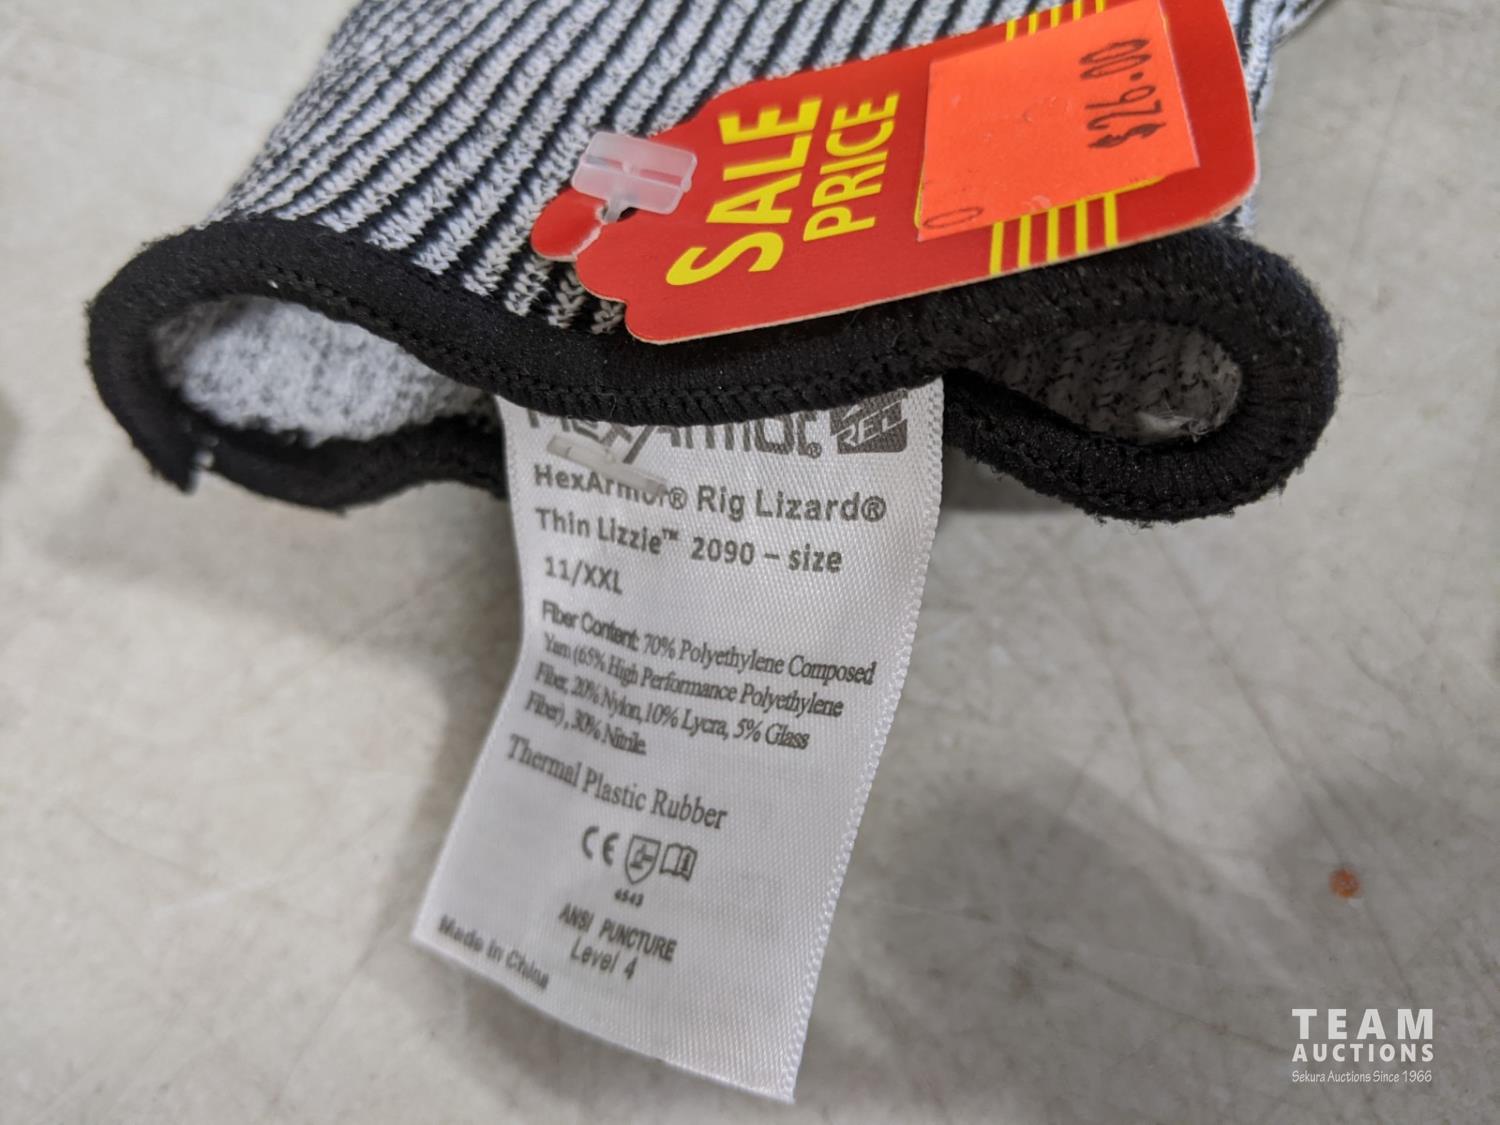 SALE
PRICE
$26.00
HexArmor®
HexArmor® Rig Lizard®
Thin Lizzie™ 2090 – size
11/XXL
Fiber Content: 70% Polyethylene Composed
Yarn (65% High Performance Polyethylene
Fiber, 20% Nylon, 10% Lycra, 5% Glass
Fiber), 30% Nitrile.
Thermal Plastic Rubber
CE
4543
ANSI PUNCTURE
Level 4
Made in China
TEAM
AUCTIONS
Sekura Auctions Since 1966